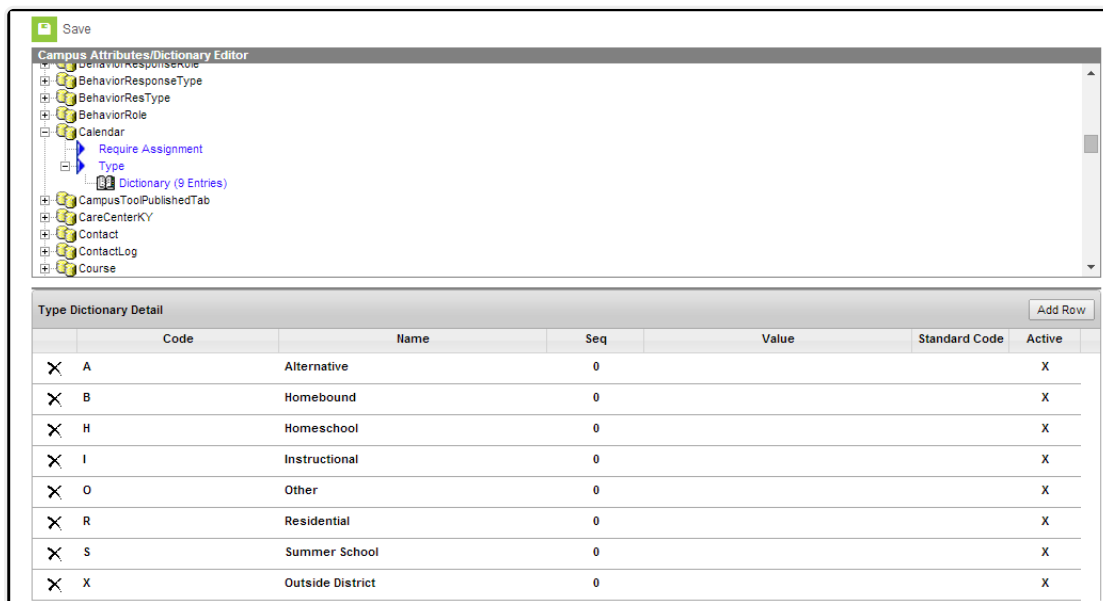 Save
Campus Attributes/Dictionary Editor
BehaviorResponseRole
BehaviorResponseType
BehaviorResType
BehaviorRole
Calendar
Require Assignment
Type
Dictionary (9 Entries)
CampusToolPublishedTab
CareCenterKY
Contact
ContactLog
Course
Type Dictionary Detail Add Row
Code Name Seq Value Standard Code Active
A Alternative 0 X
B Homebound 0 X
H Homeschool 0 X
I Instructional 0 X
O Other 0 X
R Residential 0 X
S Summer School 0 X
X Outside District 0 X